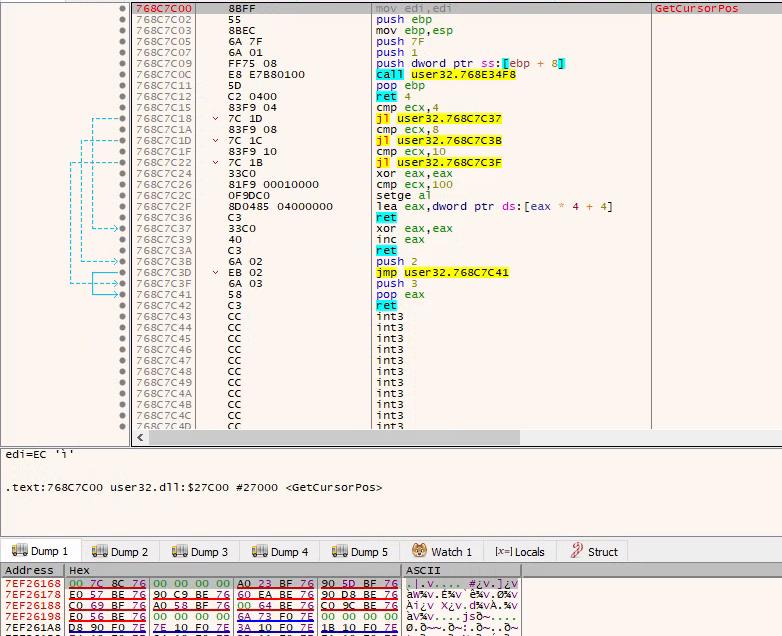 768C7C00 8BFF mov edi,edi GetCursorPos
768C7C02 55 push ebp
768C7C03 8BEC mov ebp,esp
768C7C05 6A 7F push 7F
768C7C07 6A 01 push 1
768C7C09 FF75 08 push dword ptr ss:[ebp + 8]
768C7C0C E8 E7B80100 call user32.768E34F8
768C7C11 5D pop ebp
768C7C12 C2 0400 ret 4
768C7C15 83F9 04 cmp ecx,4
768C7C18 7C 1D jl user32.768C7C37
768C7C1A 83F9 08 cmp ecx,8
768C7C1D 7C 1C jl user32.768C7C3B
768C7C1F 83F9 10 cmp ecx,10
768C7C22 7C 1B jl user32.768C7C3F
768C7C24 33C0 xor eax,eax
768C7C26 81F9 00010000 cmp ecx,100
768C7C2C 0F9DC0 setge al
768C7C2F 8D0485 04000000 lea eax,dword ptr ds:[eax * 4 + 4]
768C7C36 C3 ret
768C7C37 33C0 xor eax,eax
768C7C39 40 inc eax
768C7C3A C3 ret
768C7C3B 6A 02 push 2
768C7C3D EB 02 jmp user32.768C7C41
768C7C3F 6A 03 push 3
768C7C41 58 pop eax
768C7C42 C3 ret
768C7C43 CC int3
768C7C44 CC int3
768C7C45 CC int3
768C7C46 CC int3
768C7C47 CC int3
768C7C48 CC int3
768C7C49 CC int3
768C7C4A CC int3
768C7C4B CC int3
768C7C4C CC int3
768C7C4D CC int3
edi=EC 'ì'
.text:768C7C00 user32.dll:$27C00 #27000 <GetCursorPos>
Dump 1 Dump 2 Dump 3 Dump 4 Dump 5 Watch 1 [x=] Locals Struct
Address Hex ASCII
7EF26168 00 7C 8C 76 00 00 00 00 A0 23 BF 76 90 5D BF 76 .|.v.... #¿v.]¿v
7EF26178 E0 57 BE 76 90 C9 BE 76 60 EA BE 76 90 D8 BE 76 àW¾v.É¾v`ê¾v.Ø¾v
7EF26188 C0 69 BF 76 A0 58 BF 76 00 64 BE 76 C0 9C BE 76 Ài¿v X¿v.d¾vÀ.¾v
7EF26198 E0 56 BE 76 00 00 00 00 6A 73 F0 7E 00 00 00 00 àV¾v....jsð~....
7EF261A8 D8 90 F0 7E 7E 10 F0 7E 3A 10 F0 7E 1B 10 F0 7E Ø.ð~~.ð~:.ð~..ð~